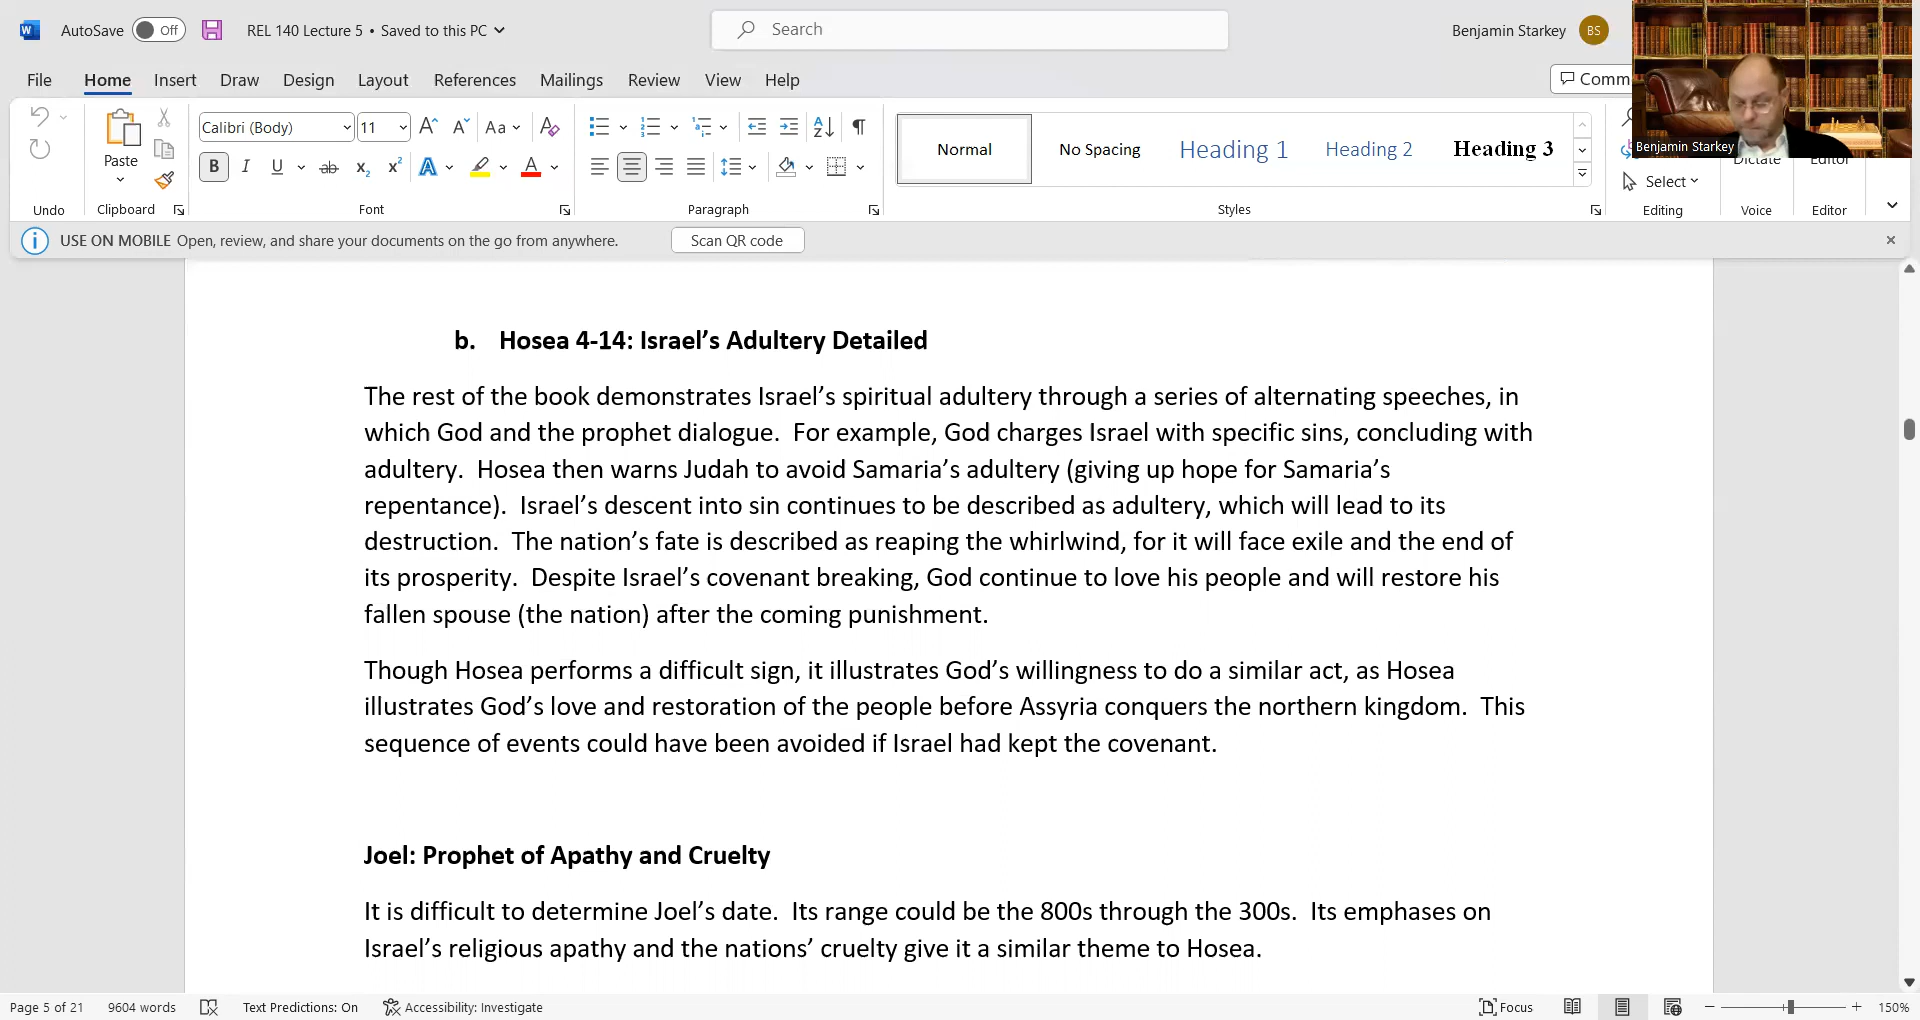 AutoSave Off REL 140 Lecture 5 • Saved to this PC Search Benjamin Starkey BS
File Home Insert Draw Design Layout References Mailings Review View Help
Calibri (Body) 11 Aa Normal No Spacing Heading 1 Heading 2 Heading 3
Benjamin Starkey
Paste Select
Undo Clipboard Font Paragraph Styles Editing Voice Editor
USE ON MOBILE Open, review, and share your documents on the go from anywhere. Scan QR code
b. Hosea 4-14: Israel’s Adultery Detailed
The rest of the book demonstrates Israel’s spiritual adultery through a series of alternating speeches, in
which God and the prophet dialogue. For example, God charges Israel with specific sins, concluding with
adultery. Hosea then warns Judah to avoid Samaria’s adultery (giving up hope for Samaria’s
repentance). Israel’s descent into sin continues to be described as adultery, which will lead to its
destruction. The nation’s fate is described as reaping the whirlwind, for it will face exile and the end of
its prosperity. Despite Israel’s covenant breaking, God continue to love his people and will restore his
fallen spouse (the nation) after the coming punishment.
Though Hosea performs a difficult sign, it illustrates God’s willingness to do a similar act, as Hosea
illustrates God’s love and restoration of the people before Assyria conquers the northern kingdom. This
sequence of events could have been avoided if Israel had kept the covenant.
Joel: Prophet of Apathy and Cruelty
It is difficult to determine Joel’s date. Its range could be the 800s through the 300s. Its emphases on
Israel’s religious apathy and the nations’ cruelty give it a similar theme to Hosea.
Page 5 of 21 9604 words Text Predictions: On Accessibility: Investigate Focus 150%